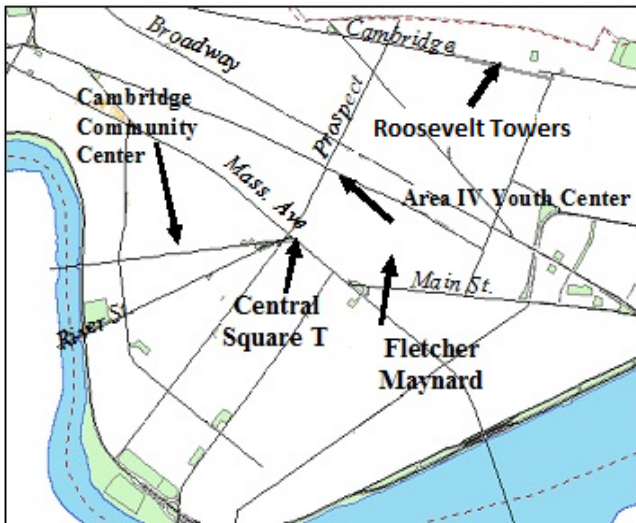 Broadway
Cambridge
Prospect
Roosevelt Towers
Cambridge
Community
Center
Mass. Ave
Area IV Youth Center
Main St.
River St
Central
Square T
Fletcher
Maynard